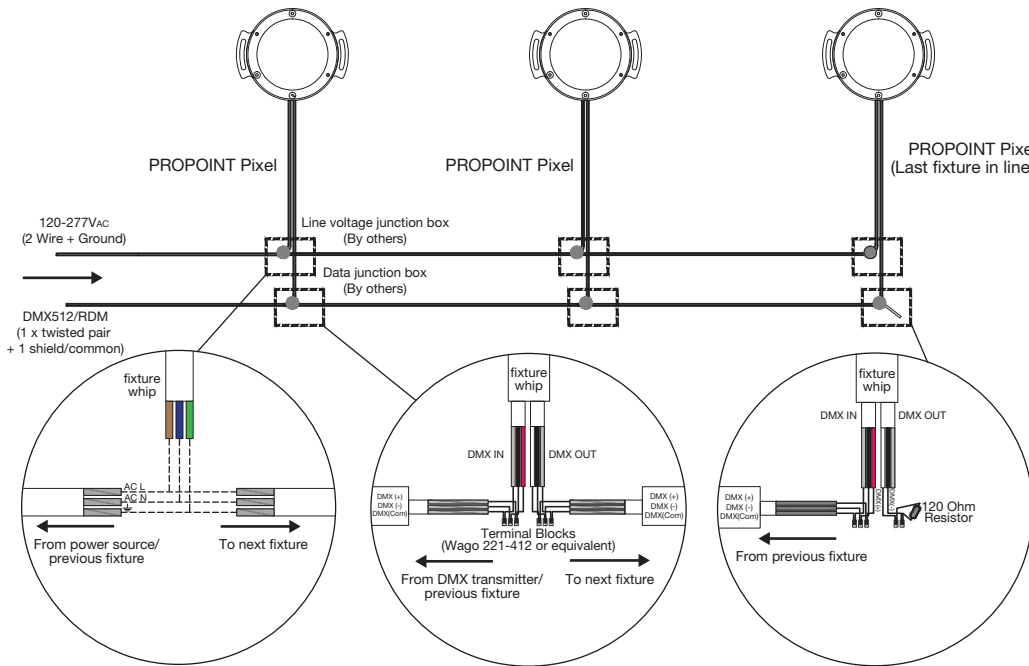 PROPOINT Pixel
PROPOINT Pixel
PROPOINT Pixe
(Last fixture in line
120-277VAC
(2 Wire + Ground)
Line voltage junction box
(By others)
Data junction box
(By others)
DMX512/RDM
(1 x twisted pair
+ 1 shield/common)
fixture
whip
AC L
AC N
From power source/
previous fixture
To next fixture
fixture
whip
DMX IN
DMX OUT
DMX (+)
DMX (-)
DMX(Com)
DMX (+)
DMX (-)
DMX(Com)
Terminal Blocks
(Wago 221-412 or equivalent)
From DMX transmitter/
previous fixture
To next fixture
fixture
whip
DMX IN
DMX OUT
DMX (+)
DMX (-)
DMX(Com)
DMX(+)
DMX(-)
120 Ohm
Resistor
From previous fixture